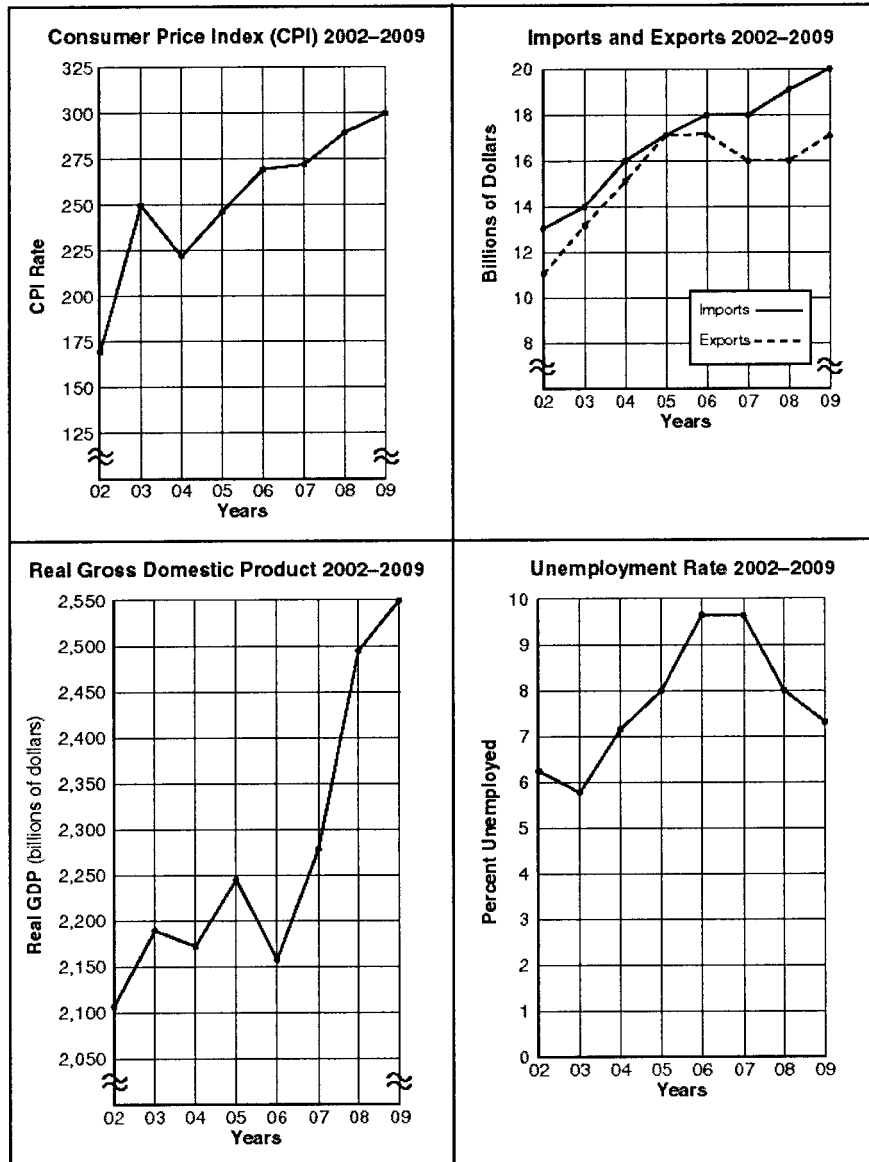 Consumer Price Index (CPI) 2002–2009
CPI Rate
325
300
275
250
225
200
175
150
125
02 03 04 05 06 07 08 09
Years
Imports and Exports 2002–2009
Billions of Dollars
20
18
16
14
12
10
8
Imports
Exports
02 03 04 05 06 07 08 09
Years
Real Gross Domestic Product 2002–2009
Real GDP (billions of dollars)
2,550
2,500
2,450
2,400
2,350
2,300
2,250
2,200
2,150
2,100
2,050
02 03 04 05 06 07 08 09
Years
Unemployment Rate 2002–2009
Percent Unemployed
10
9
8
7
6
5
4
3
2
1
0
02 03 04 05 06 07 08 09
Years